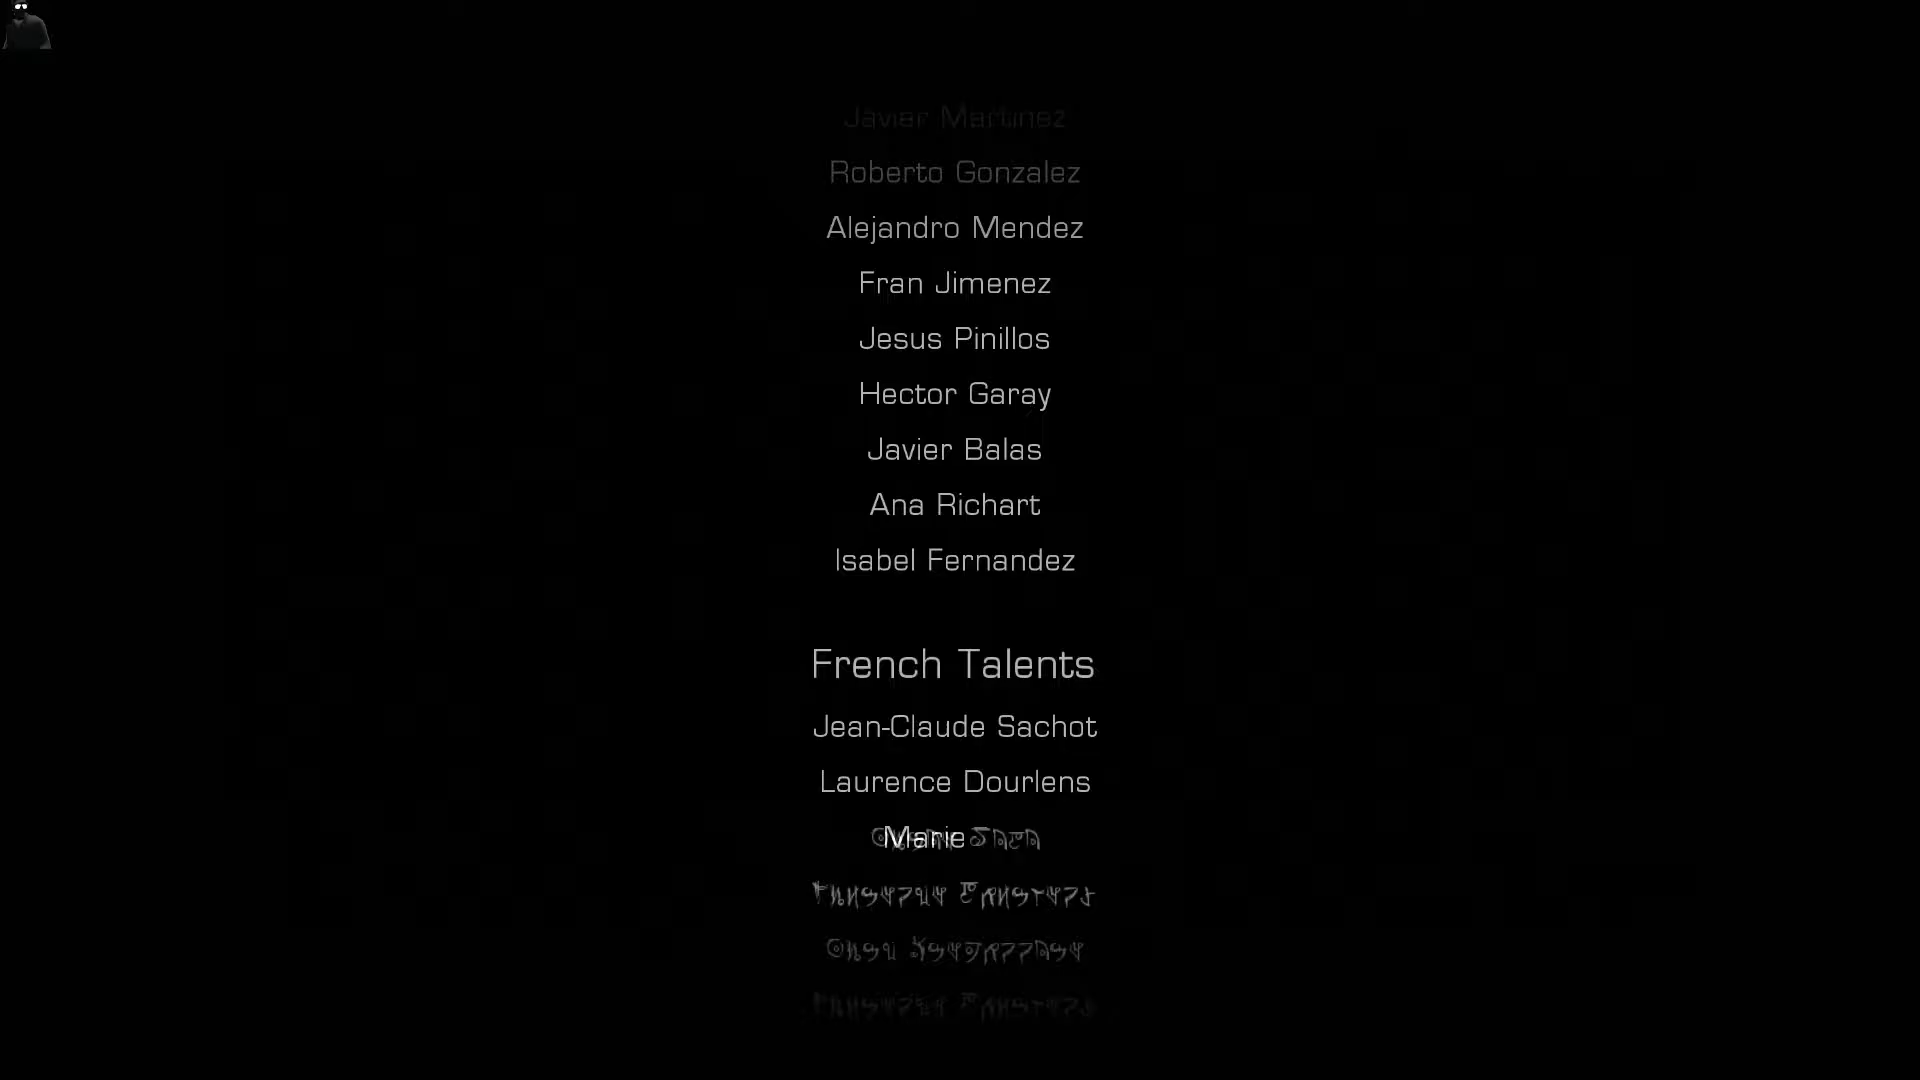 Javier Martinez
Roberto Gonzalez
Alejandro Mendez
Fran Jimenez
Jesus Pinillos
Hector Garay
Javier Balas
Ana Richart
Isabel Fernandez
French Talents
Jean-Claude Sachot
Laurence Dourlens
Marie